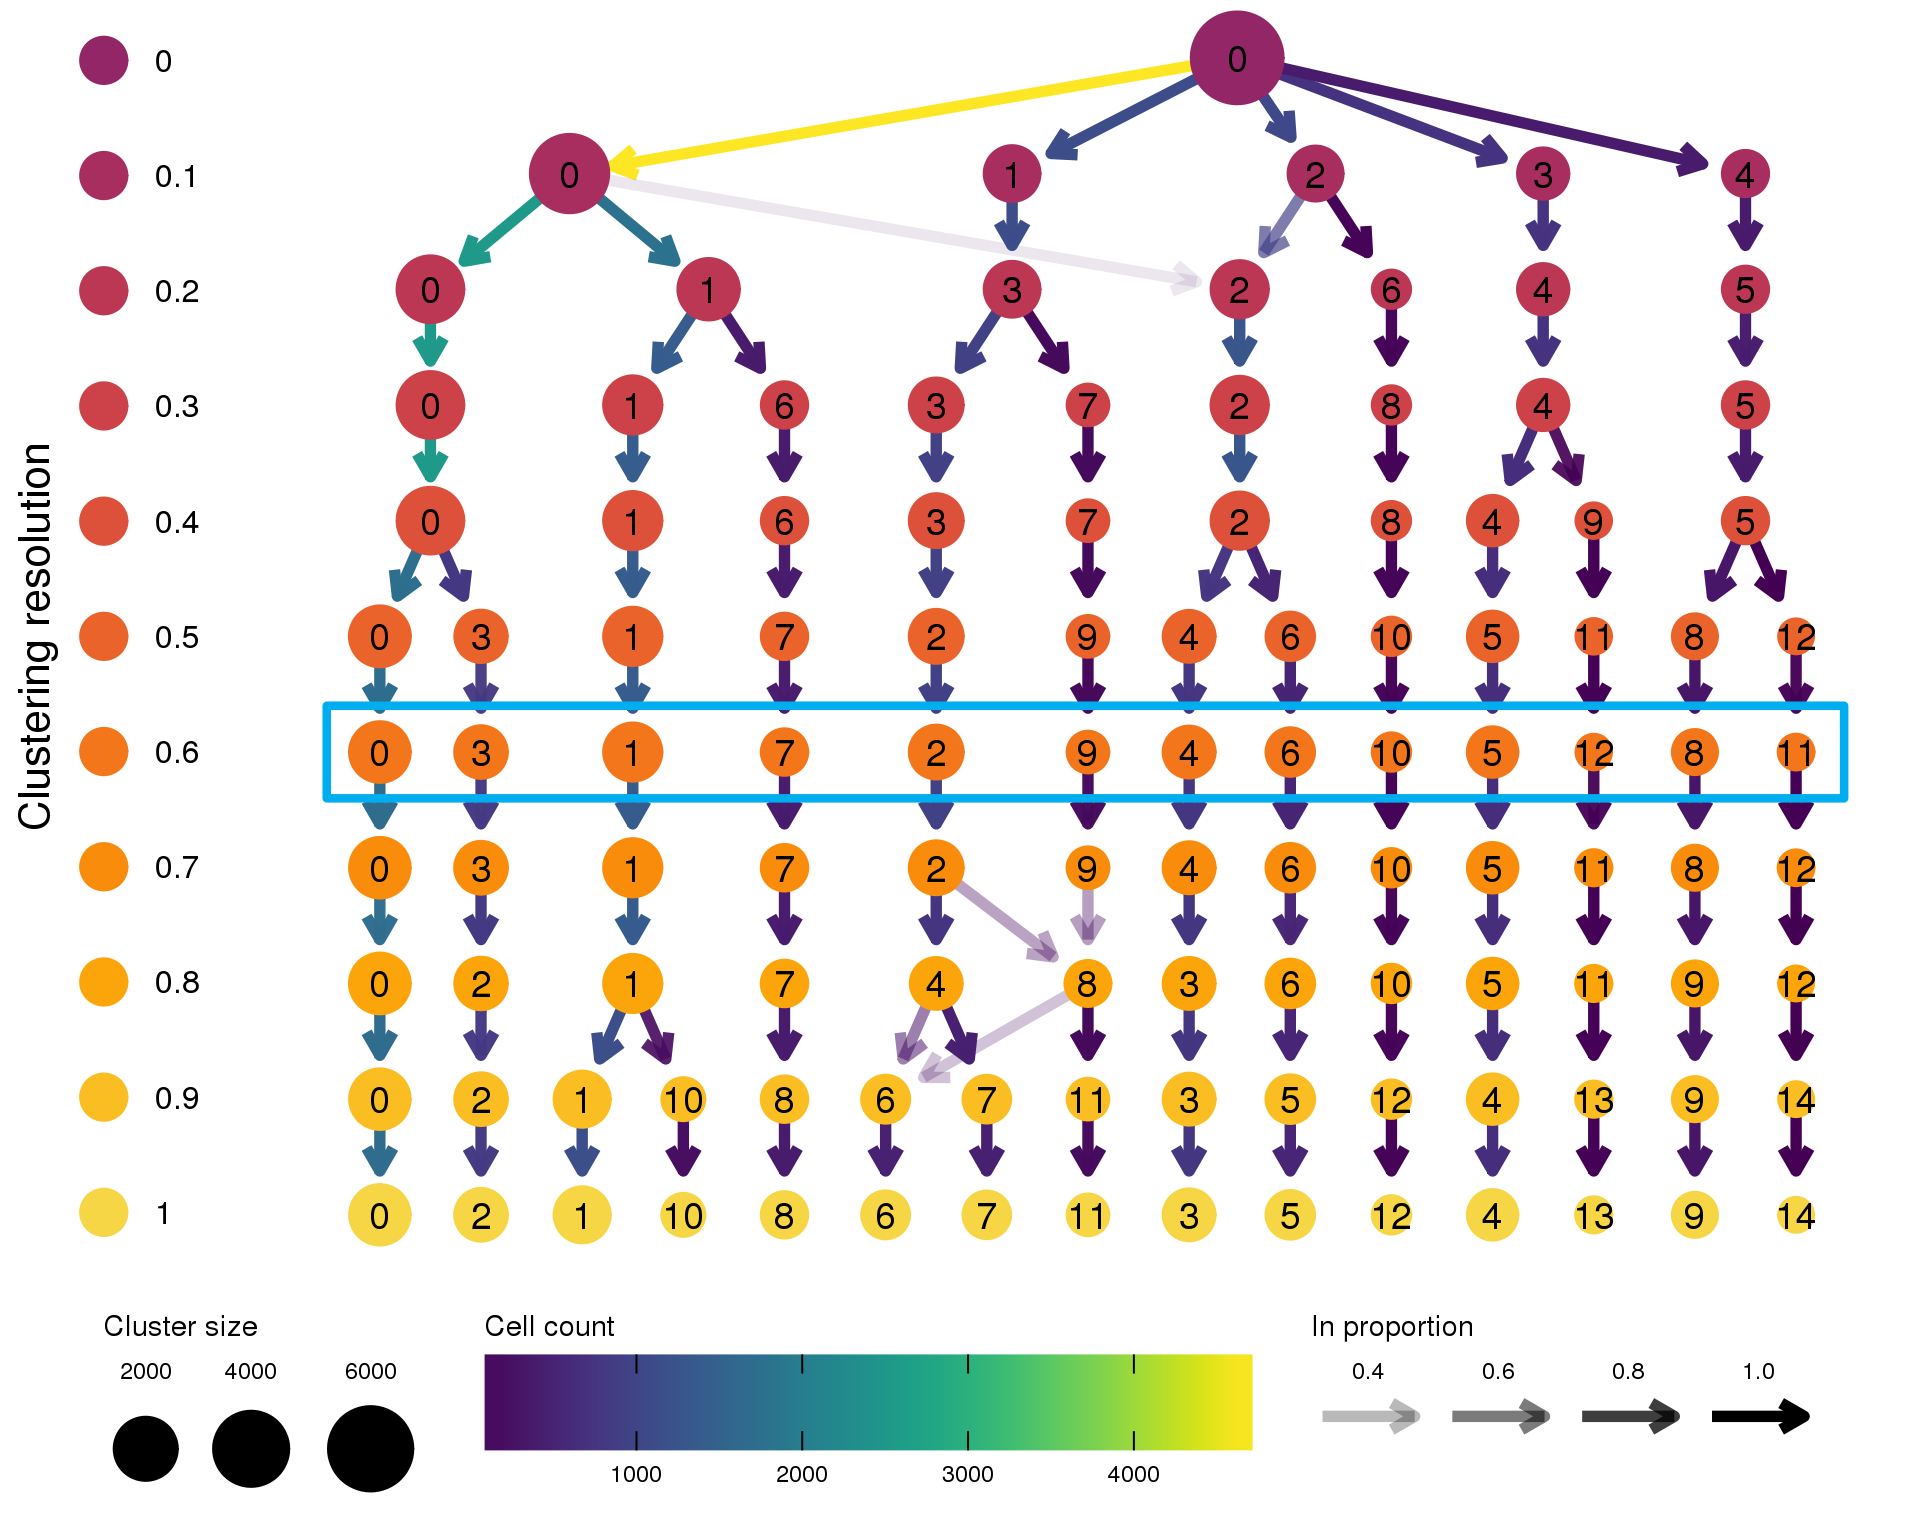 0 0
0.1 0 1 2 3 4
0.2 0 1 3 2 6 4 5
0.3 0 1 6 3 7 2 8 4 5
0.4 0 1 6 3 7 2 8 4 9 5
0.5 0 3 1 7 2 9 4 6 10 5 11 8 12
0.6 0 3 1 7 2 9 4 6 10 5 12 8 11
0.7 0 3 1 7 2 9 4 6 10 5 11 8 12
0.8 0 2 1 7 4 8 3 6 10 5 11 9 12
0.9 0 2 1 10 8 6 7 11 3 5 12 4 13 9 14
1 0 2 1 10 8 6 7 11 3 5 12 4 13 9 14
Clustering resolution
Cluster size
2000 4000 6000
Cell count
1000 2000 3000 4000
In proportion
0.4 0.6 0.8 1.0